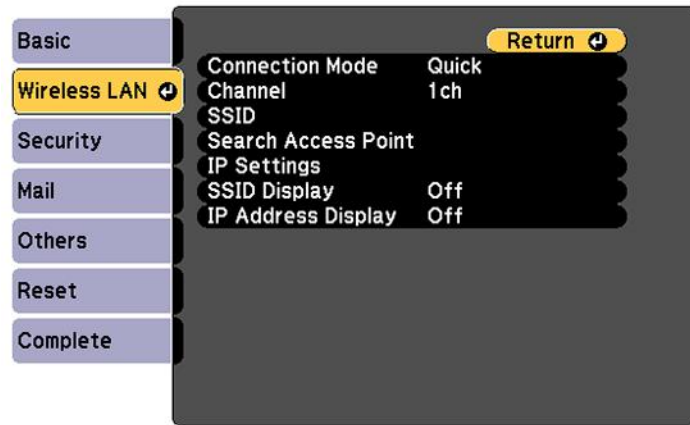 Basic
Wireless LAN
Security
Mail
Others
Reset
Complete
Return
Connection Mode Quick
Channel 1ch
SSID
Search Access Point
IP Settings
SSID Display Off
IP Address Display Off